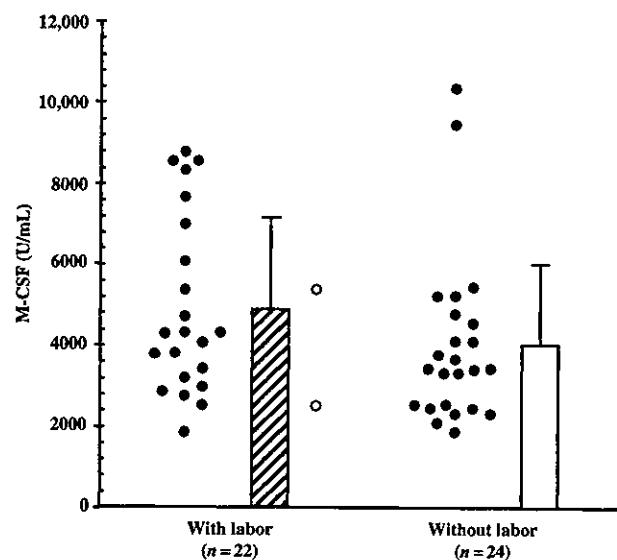 12,000
10,000
8000
6000
4000
2000
0
M-CSF (U/mL)
With labor
(n = 22)
Without labor
(n = 24)